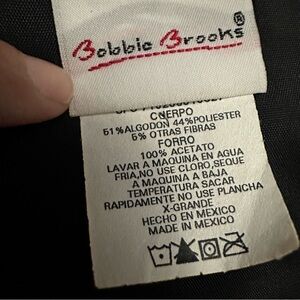 Bobbie Brooks®
CUERPO
51%ALGODON 44%POLIESTER
5% OTRAS FIBRAS
FORRO
100% ACETATO
LAVAR A MAQUINA EN AGUA
FRIA,NO USE CLORO,SEQUE
A MAQUINA A BAJA
TEMPERATURA SACAR
RAPIDAMENTE NO USE PLANCHA
X-GRANDE
HECHO EN MEXICO
MADE IN MEXICO